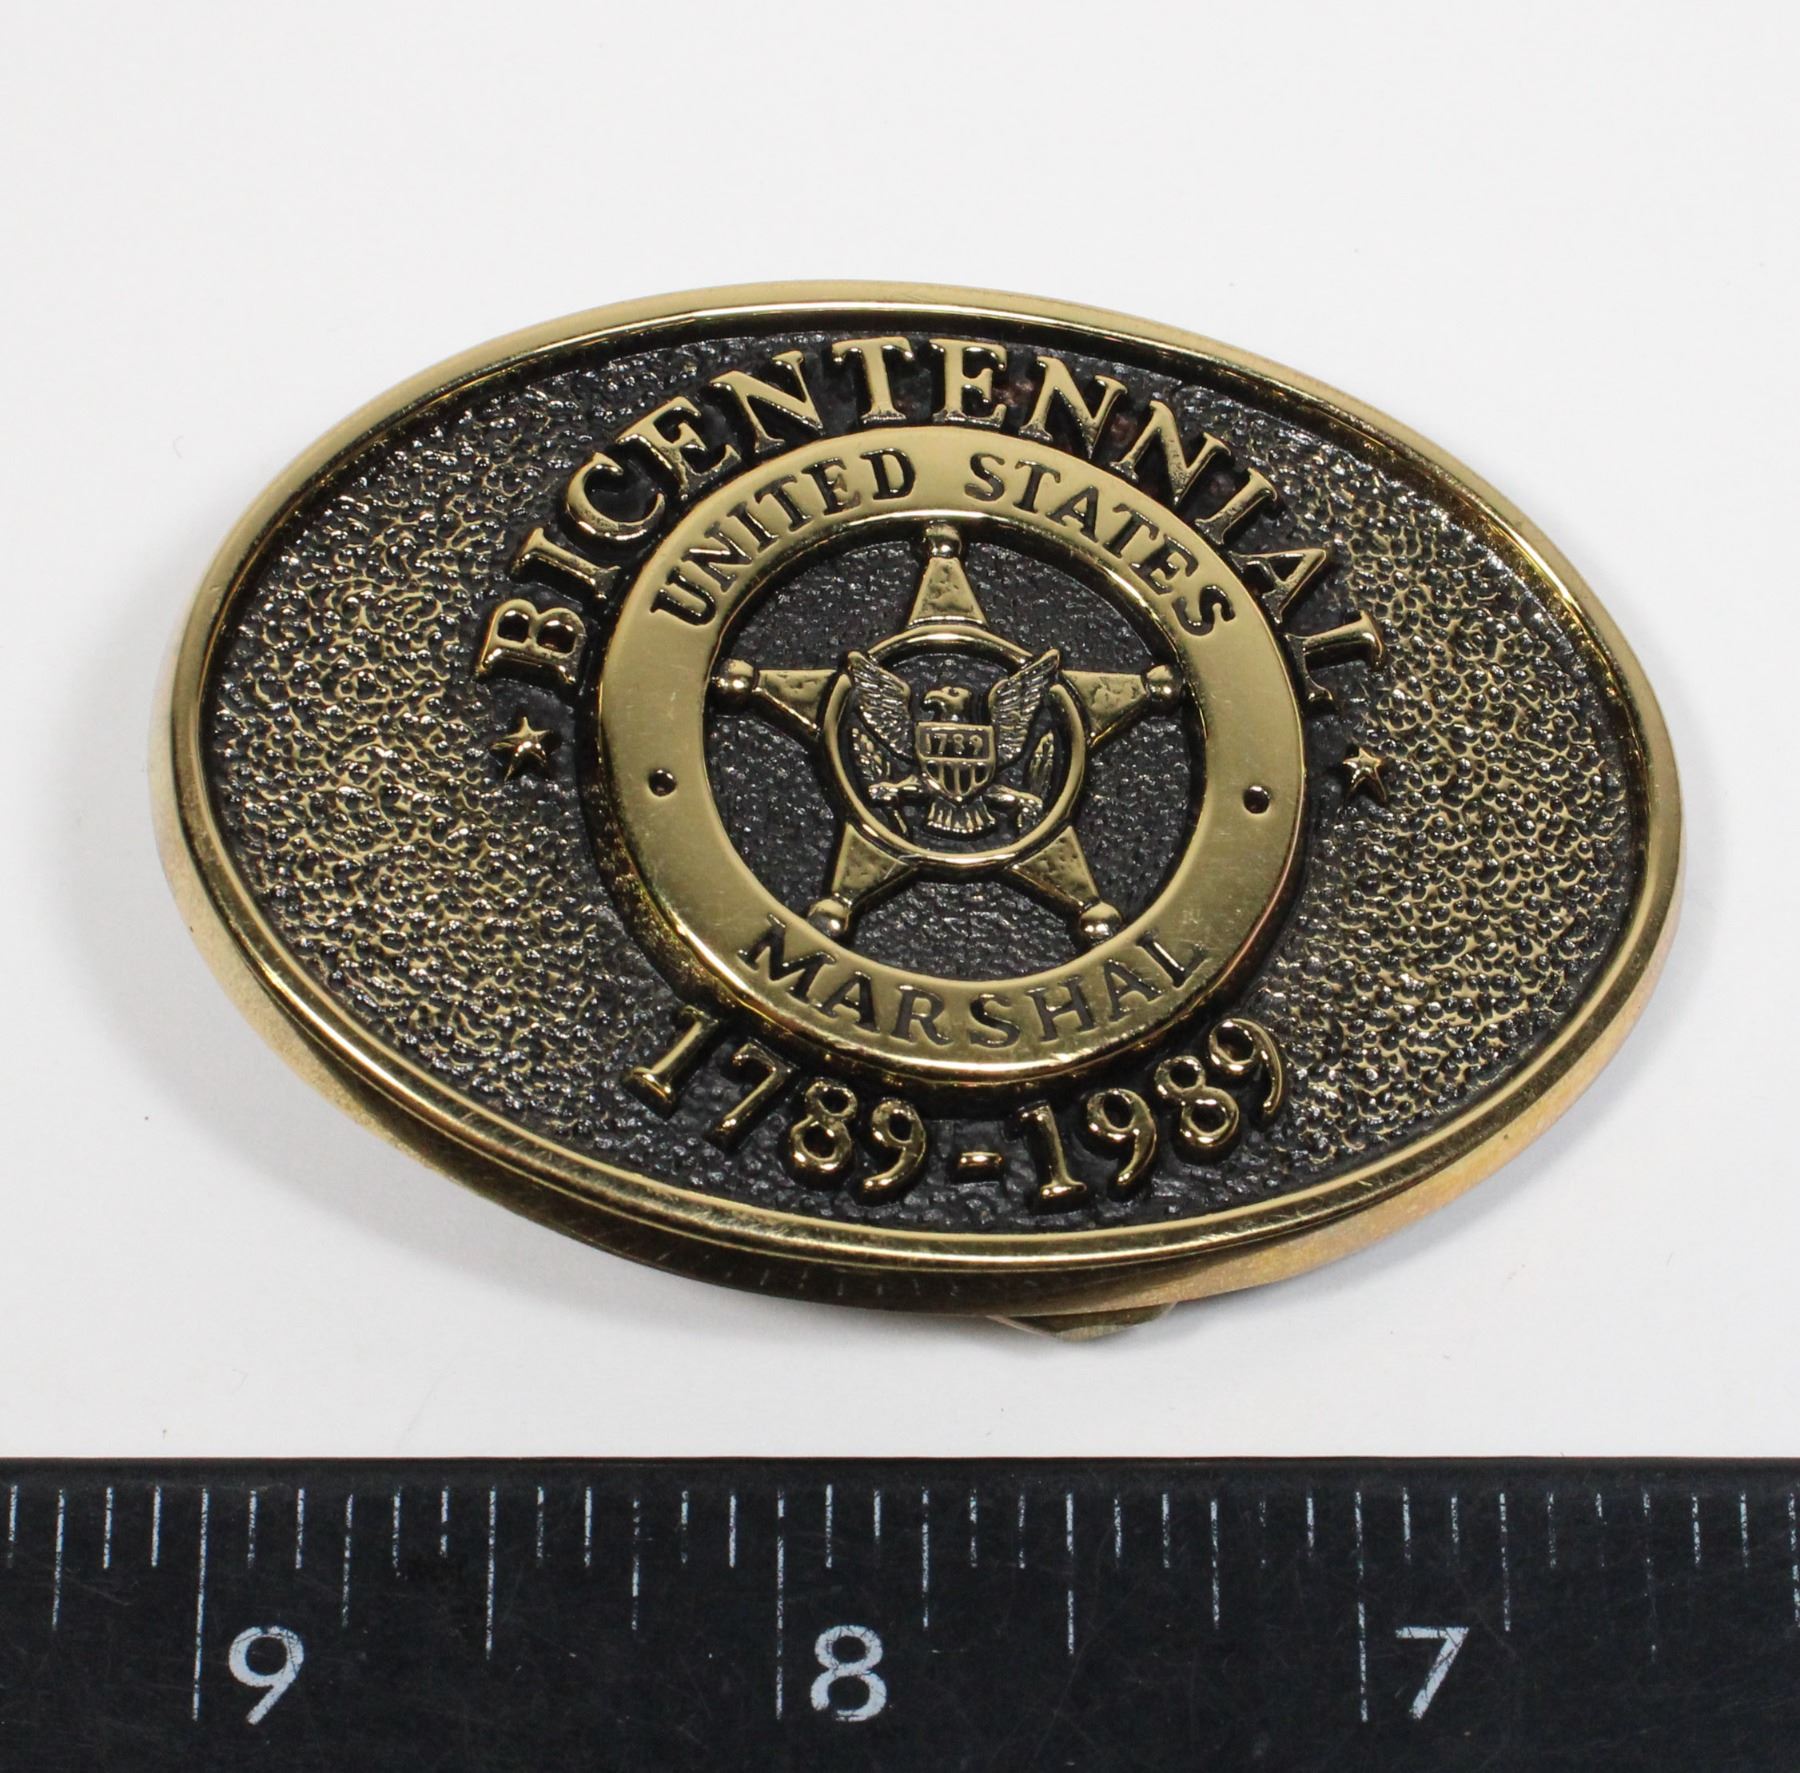 BICENTENNIAL
UNITED STATES
1789
MARSHAL
1789-1989
9 8 7